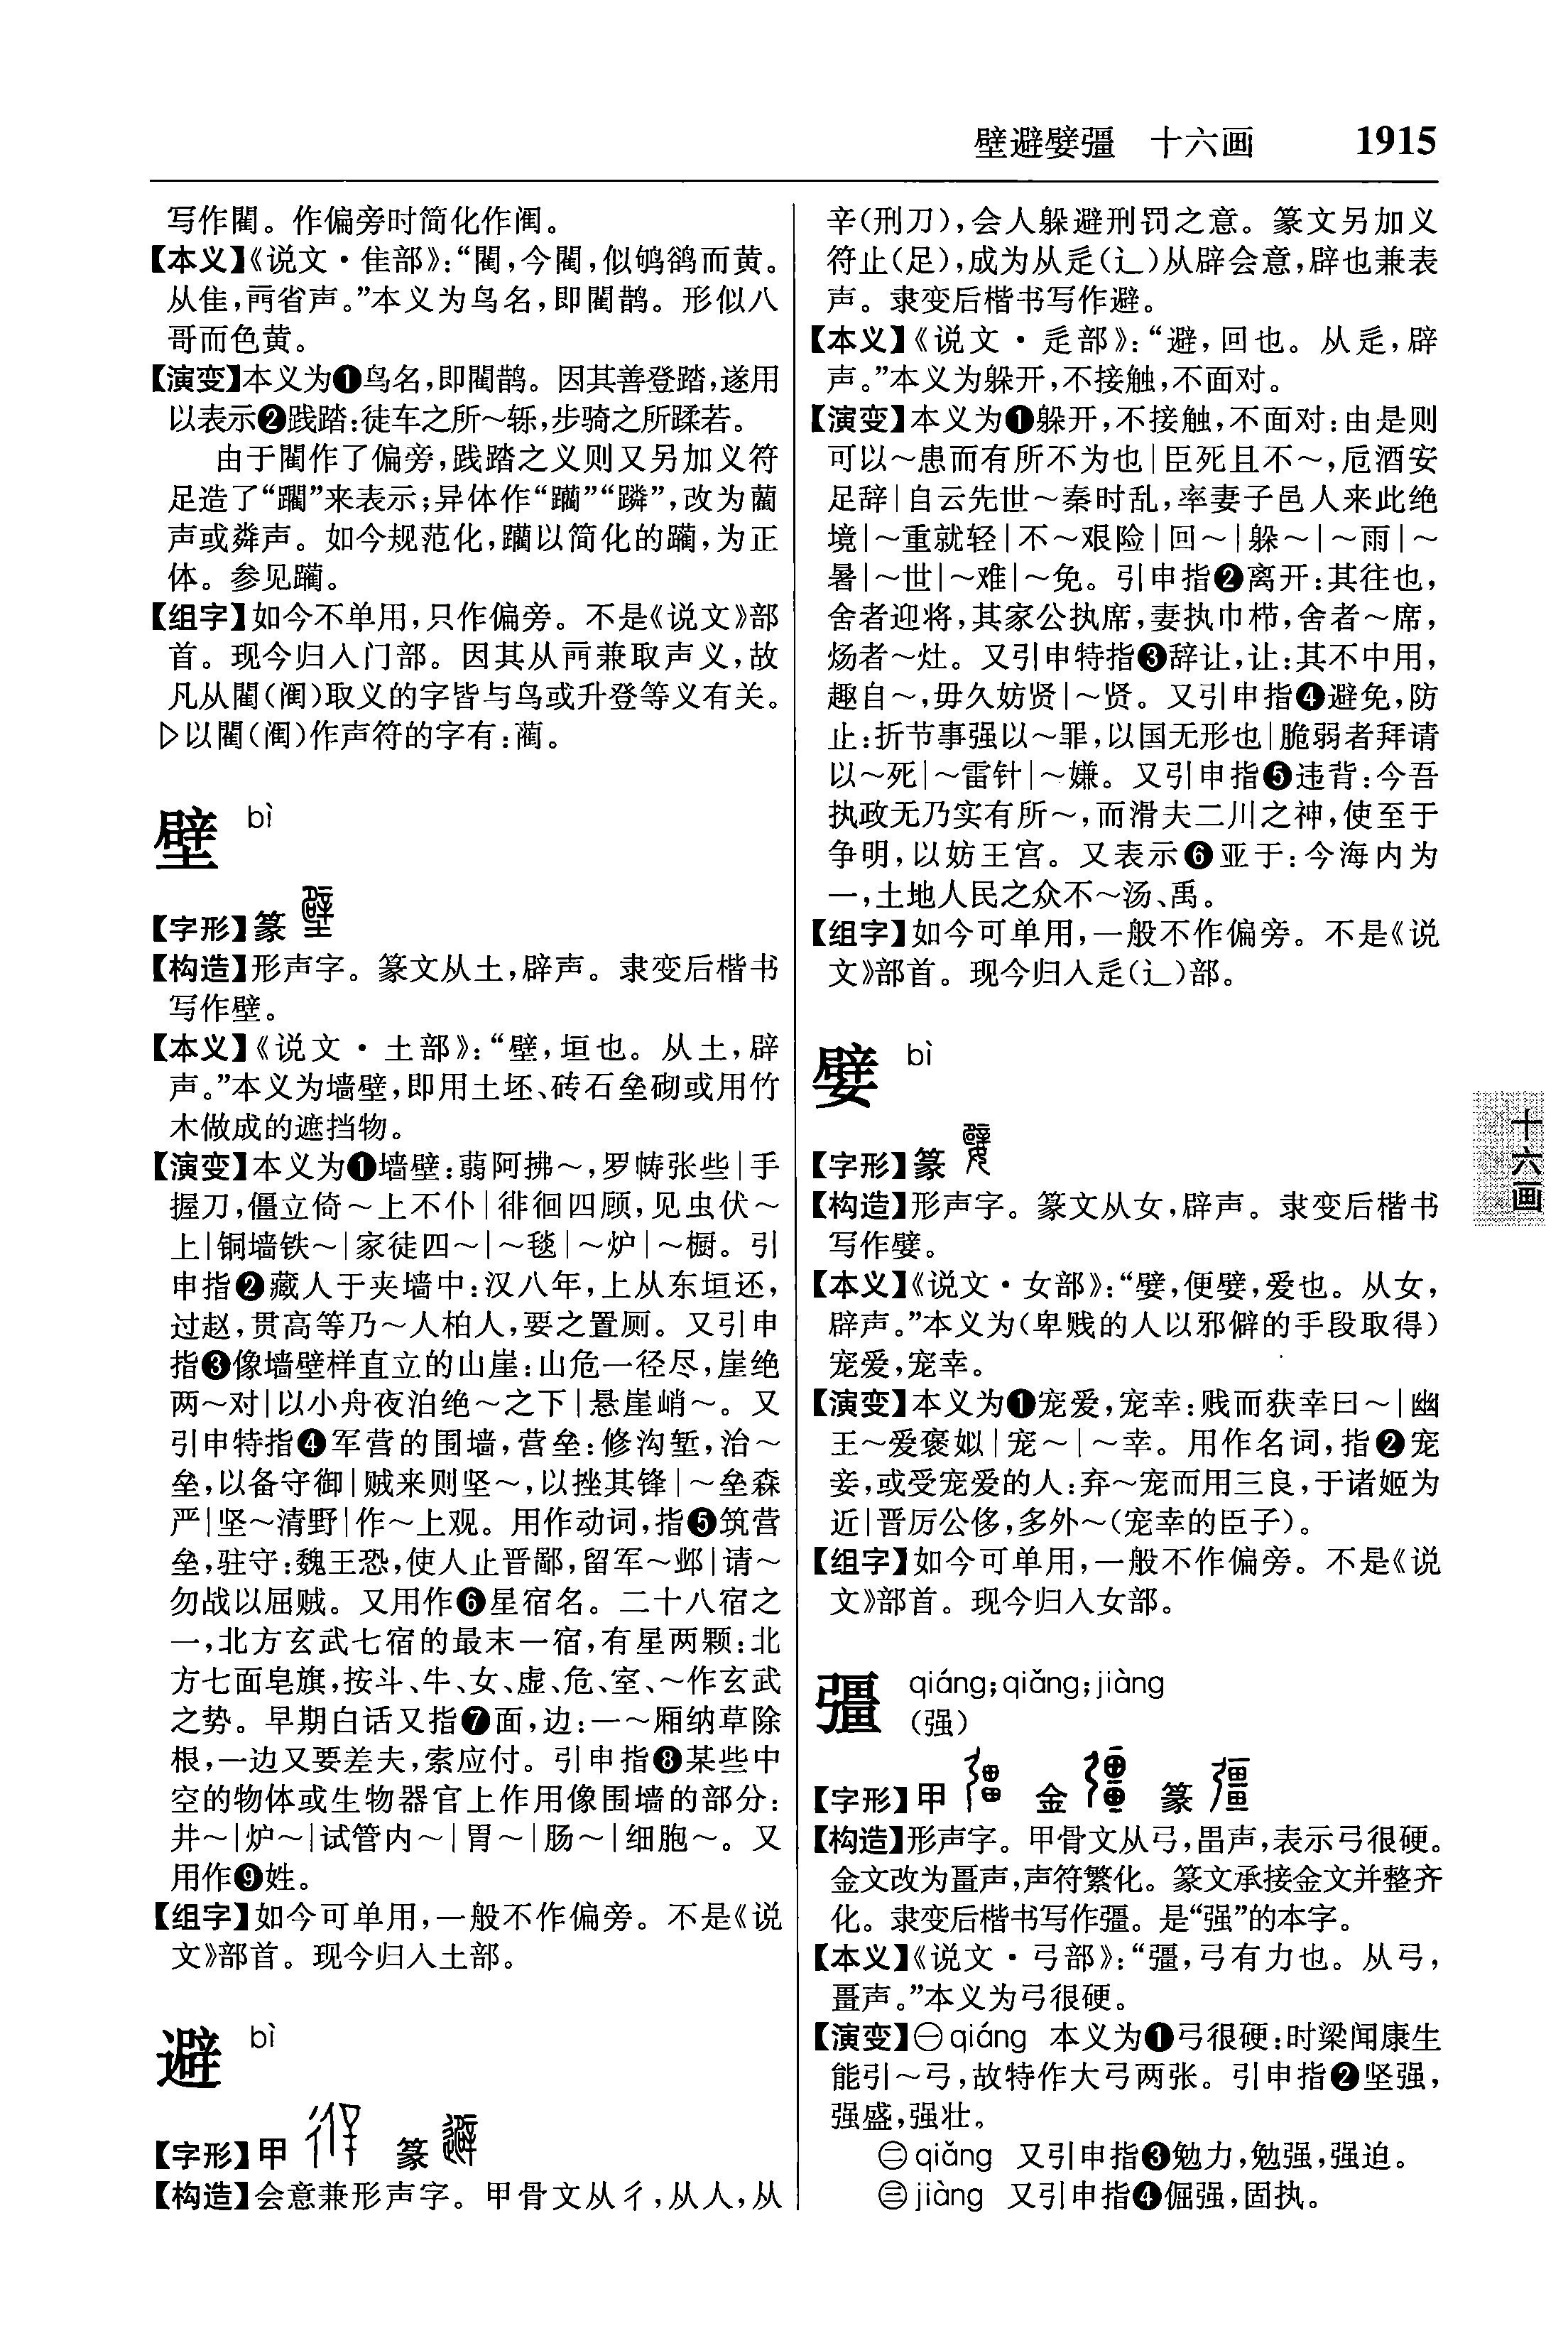 壁避嬖彊　十六画　1915
写作閵。作偏旁时简化作䦟。
【本义】《说文·隹部》：“閵，今閵，似鸲鹆而黄。
从隹，䒳省声。”本义为鸟名，即閵鹊。形似八
哥而色黄。
【演变】本义为❶鸟名，即閵鹊。因其善登踏，遂用
以表示❷践踏：徒车之所～轹，步骑之所蹂若。
由于閵作了偏旁，践踏之义则又另加义符
足造了“躙”来表示；异体作“躪”“蹸”，改为藺
声或粦声。如今规范化，躪以简化的躏，为正
体。参见躏。
【组字】如今不单用，只作偏旁。不是《说文》部
首。现今归入门部。因其从䒳兼取声义，故
凡从閵（䦟）取义的字皆与鸟或升登等义有关。
▷以閵（䦟）作声符的字有：蔺。
壁 bì
【字形】篆
【构造】形声字。篆文从土，辟声。隶变后楷书
写作壁。
【本义】《说文·土部》：“壁，垣也。从土，辟
声。”本义为墙壁，即用土坯、砖石垒砌或用竹
木做成的遮挡物。
【演变】本义为❶墙壁：蒻阿拂～，罗帱张些|手
握刀，僵立倚～上不仆|徘徊四顾，见虫伏～
上|铜墙铁～|家徒四～|～毯|～炉|～橱。引
申指❷藏人于夹墙中：汉八年，上从东垣还，
过赵，贯高等乃～人柏人，要之置厕。又引申
指❸像墙壁样直立的山崖：山危一径尽，崖绝
两～对|以小舟夜泊绝～之下|悬崖峭～。又
引申特指❹军营的围墙，营垒：修沟堑，治～
垒，以备守御|贼来则坚～，以挫其锋|～垒森
严|坚～清野|作～上观。用作动词，指❺筑营
垒，驻守：魏王恐，使人止晋鄙，留军～邺|请～
勿战以屈贼。又用作❻星宿名。二十八宿之
一，北方玄武七宿的最末一宿，有星两颗：北
方七面皂旗，按斗、牛、女、虚、危、室、～作玄武
之势。早期白话又指❼面，边：一～厢纳草除
根，一边又要差夫，索应付。引申指❽某些中
空的物体或生物器官上作用像围墙的部分：
井～|炉～|试管内～|胃～|肠～|细胞～。又
用作❾姓。
【组字】如今可单用，一般不作偏旁。不是《说
文》部首。现今归入土部。
避 bì
【字形】甲 篆
【构造】会意兼形声字。甲骨文从彳，从人，从
辛（刑刀），会人躲避刑罚之意。篆文另加义
符止（足），成为从辵（辶）从辟会意，辟也兼表
声。隶变后楷书写作避。
【本义】《说文·辵部》：“避，回也。从辵，辟
声。”本义为躲开，不接触，不面对。
【演变】本义为❶躲开，不接触，不面对：由是则
可以～患而有所不为也|臣死且不～，卮酒安
足辞|自云先世～秦时乱，率妻子邑人来此绝
境|～重就轻|不～艰险|回～|躲～|～雨|～
暑|～世|～难|～免。引申指❷离开：其往也，
舍者迎将，其家公执席，妻执巾栉，舍者～席，
炀者～灶。又引申特指❸辞让，让：其不中用，
趣自～，毋久妨贤|～贤。又引申指❹避免，防
止：折节事强以～罪，以国无形也|脆弱者拜请
以～死|～雷针|～嫌。又引申指❺违背：今吾
执政无乃实有所～，而滑夫二川之神，使至于
争明，以妨王宫。又表示❻亚于：今海内为
一，土地人民之众不～汤、禹。
【组字】如今可单用，一般不作偏旁。不是《说
文》部首。现今归入辵（辶）部。
嬖 bì
【字形】篆
【构造】形声字。篆文从女，辟声。隶变后楷书
写作嬖。
【本义】《说文·女部》：“嬖，便嬖，爱也。从女，
辟声。”本义为（卑贱的人以邪僻的手段取得）
宠爱，宠幸。
【演变】本义为❶宠爱，宠幸：贱而获幸曰～|幽
王～爱褒姒|宠～|～幸。用作名词，指❷宠
妾，或受宠爱的人：弃～宠而用三良，于诸姬为
近|晋厉公侈，多外～（宠幸的臣子）。
【组字】如今可单用，一般不作偏旁。不是《说
文》部首。现今归入女部。
彊 qiáng；qiǎng；jiàng
（强）
【字形】甲 金 篆
【构造】形声字。甲骨文从弓，畕声，表示弓很硬。
金文改为畺声，声符繁化。篆文承接金文并整齐
化。隶变后楷书写作彊。是“强”的本字。
【本义】《说文·弓部》：“彊，弓有力也。从弓，
畺声。”本义为弓很硬。
【演变】㊀qiáng 本义为❶弓很硬：时梁闻康生
能引～弓，故特作大弓两张。引申指❷坚强，
强盛，强壮。
㊁qiǎng 又引申指❸勉力，勉强，强迫。
㊂jiàng 又引申指❹倔强，固执。
十六画